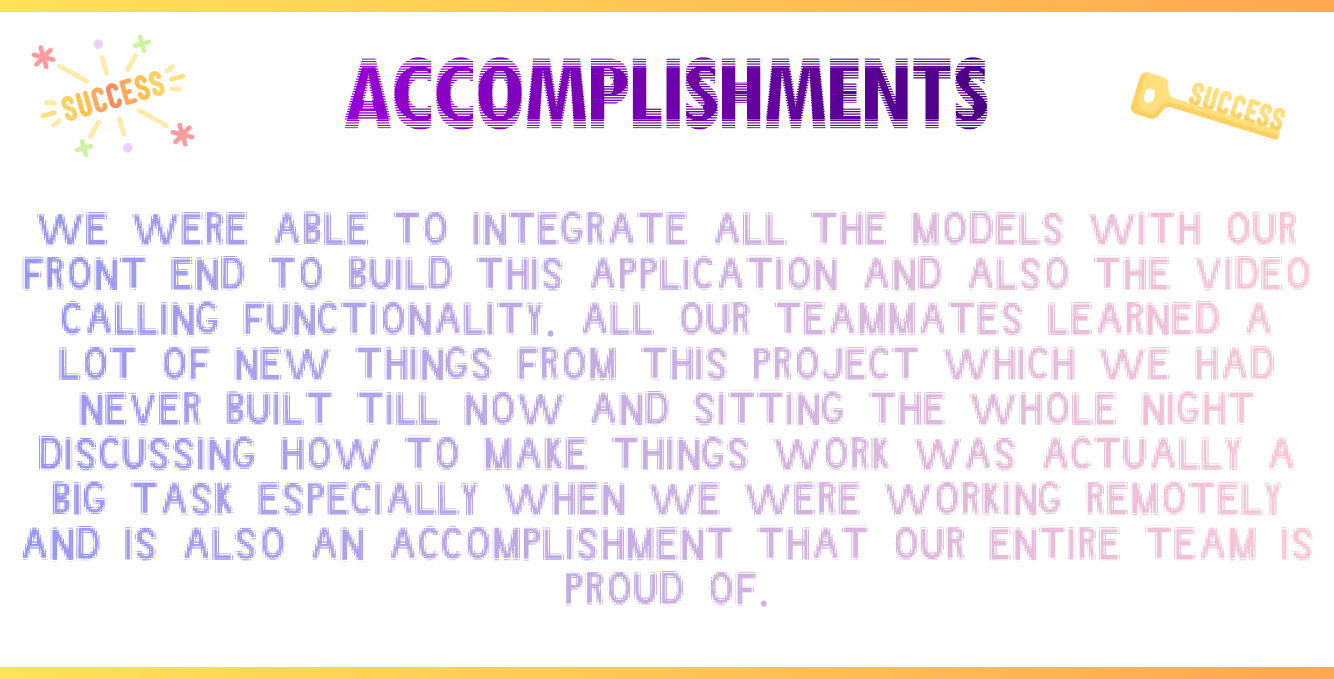 SUCCESS
ACCOMPLISHMENTS
SUCCESS
WE WERE ABLE TO INTEGRATE ALL THE MODELS WITH OUR
FRONT END TO BUILD THIS APPLICATION AND ALSO THE VIDEO
CALLING FUNCTIONALITY. ALL OUR TEAMMATES LEARNED A
LOT OF NEW THINGS FROM THIS PROJECT WHICH WE HAD
NEVER BUILT TILL NOW AND SITTING THE WHOLE NIGHT
DISCUSSING HOW TO MAKE THINGS WORK WAS ACTUALLY A
BIG TASK ESPECIALLY WHEN WE WERE WORKING REMOTELY
AND IS ALSO AN ACCOMPLISHMENT THAT OUR ENTIRE TEAM IS
PROUD OF.